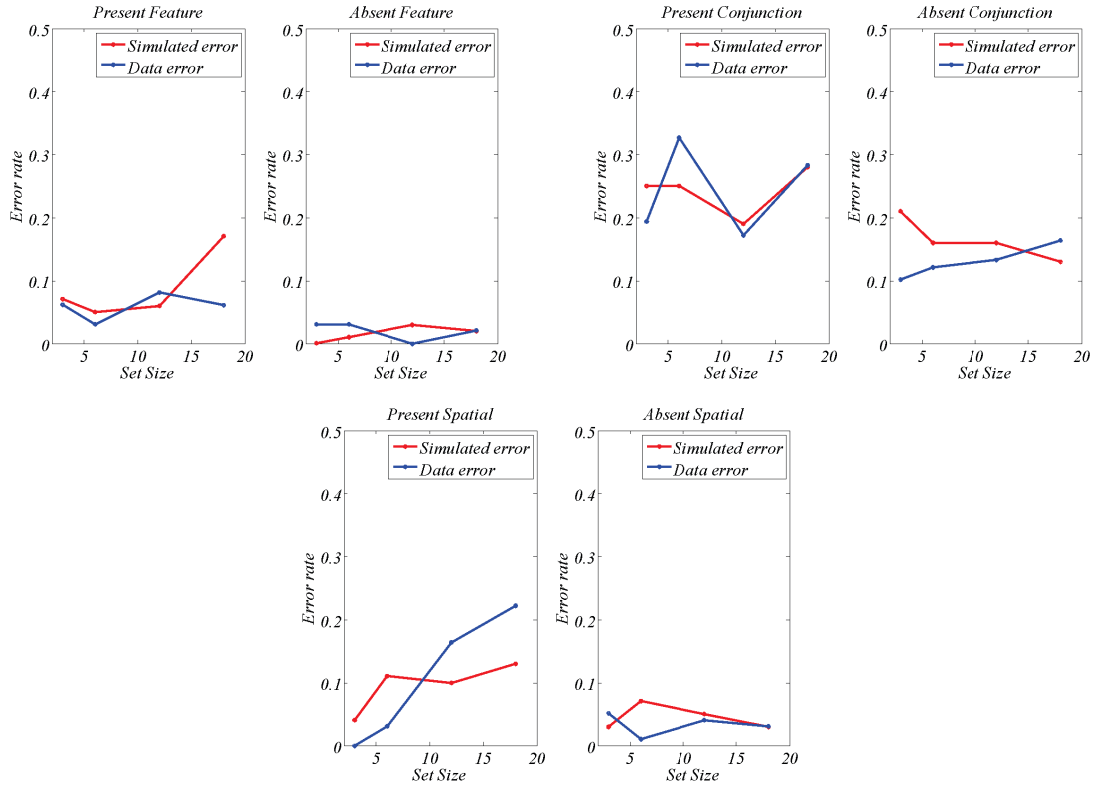 Present Feature
0.5
0.4
0.3
0.2
0.1
0
Error rate
5 10 15 20
Set Size
Simulated error
Data error
Absent Feature
0.5
0.4
0.3
0.2
0.1
0
Error rate
5 10 15 20
Set Size
Simulated error
Data error
Present Conjunction
0.5
0.4
0.3
0.2
0.1
0
Error rate
5 10 15 20
Set Size
Simulated error
Data error
Absent Conjunction
0.5
0.4
0.3
0.2
0.1
0
Error rate
5 10 15 20
Set Size
Simulated error
Data error
Present Spatial
0.5
0.4
0.3
0.2
0.1
0
Error rate
5 10 15 20
Set Size
Simulated error
Data error
Absent Spatial
0.5
0.4
0.3
0.2
0.1
0
Error rate
5 10 15 20
Set Size
Simulated error
Data error